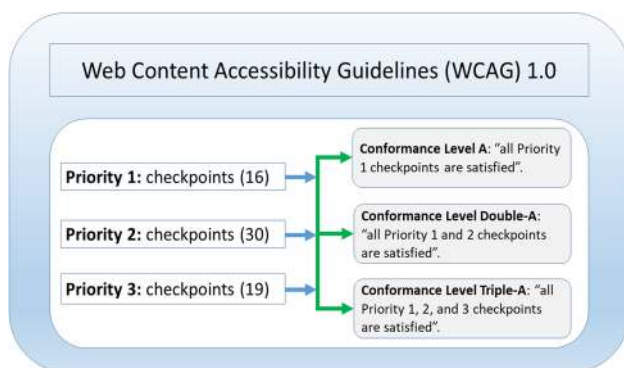 Web Content Accessibility Guidelines (WCAG) 1.0
Priority 1: checkpoints (16)
Priority 2: checkpoints (30)
Priority 3: checkpoints (19)
Conformance Level A: “all Priority
1 checkpoints are satisfied”.
Conformance Level Double-A:
“all Priority 1 and 2 checkpoints
are satisfied”.
Conformance Level Triple-A: “all
Priority 1, 2, and 3 checkpoints
are satisfied”.